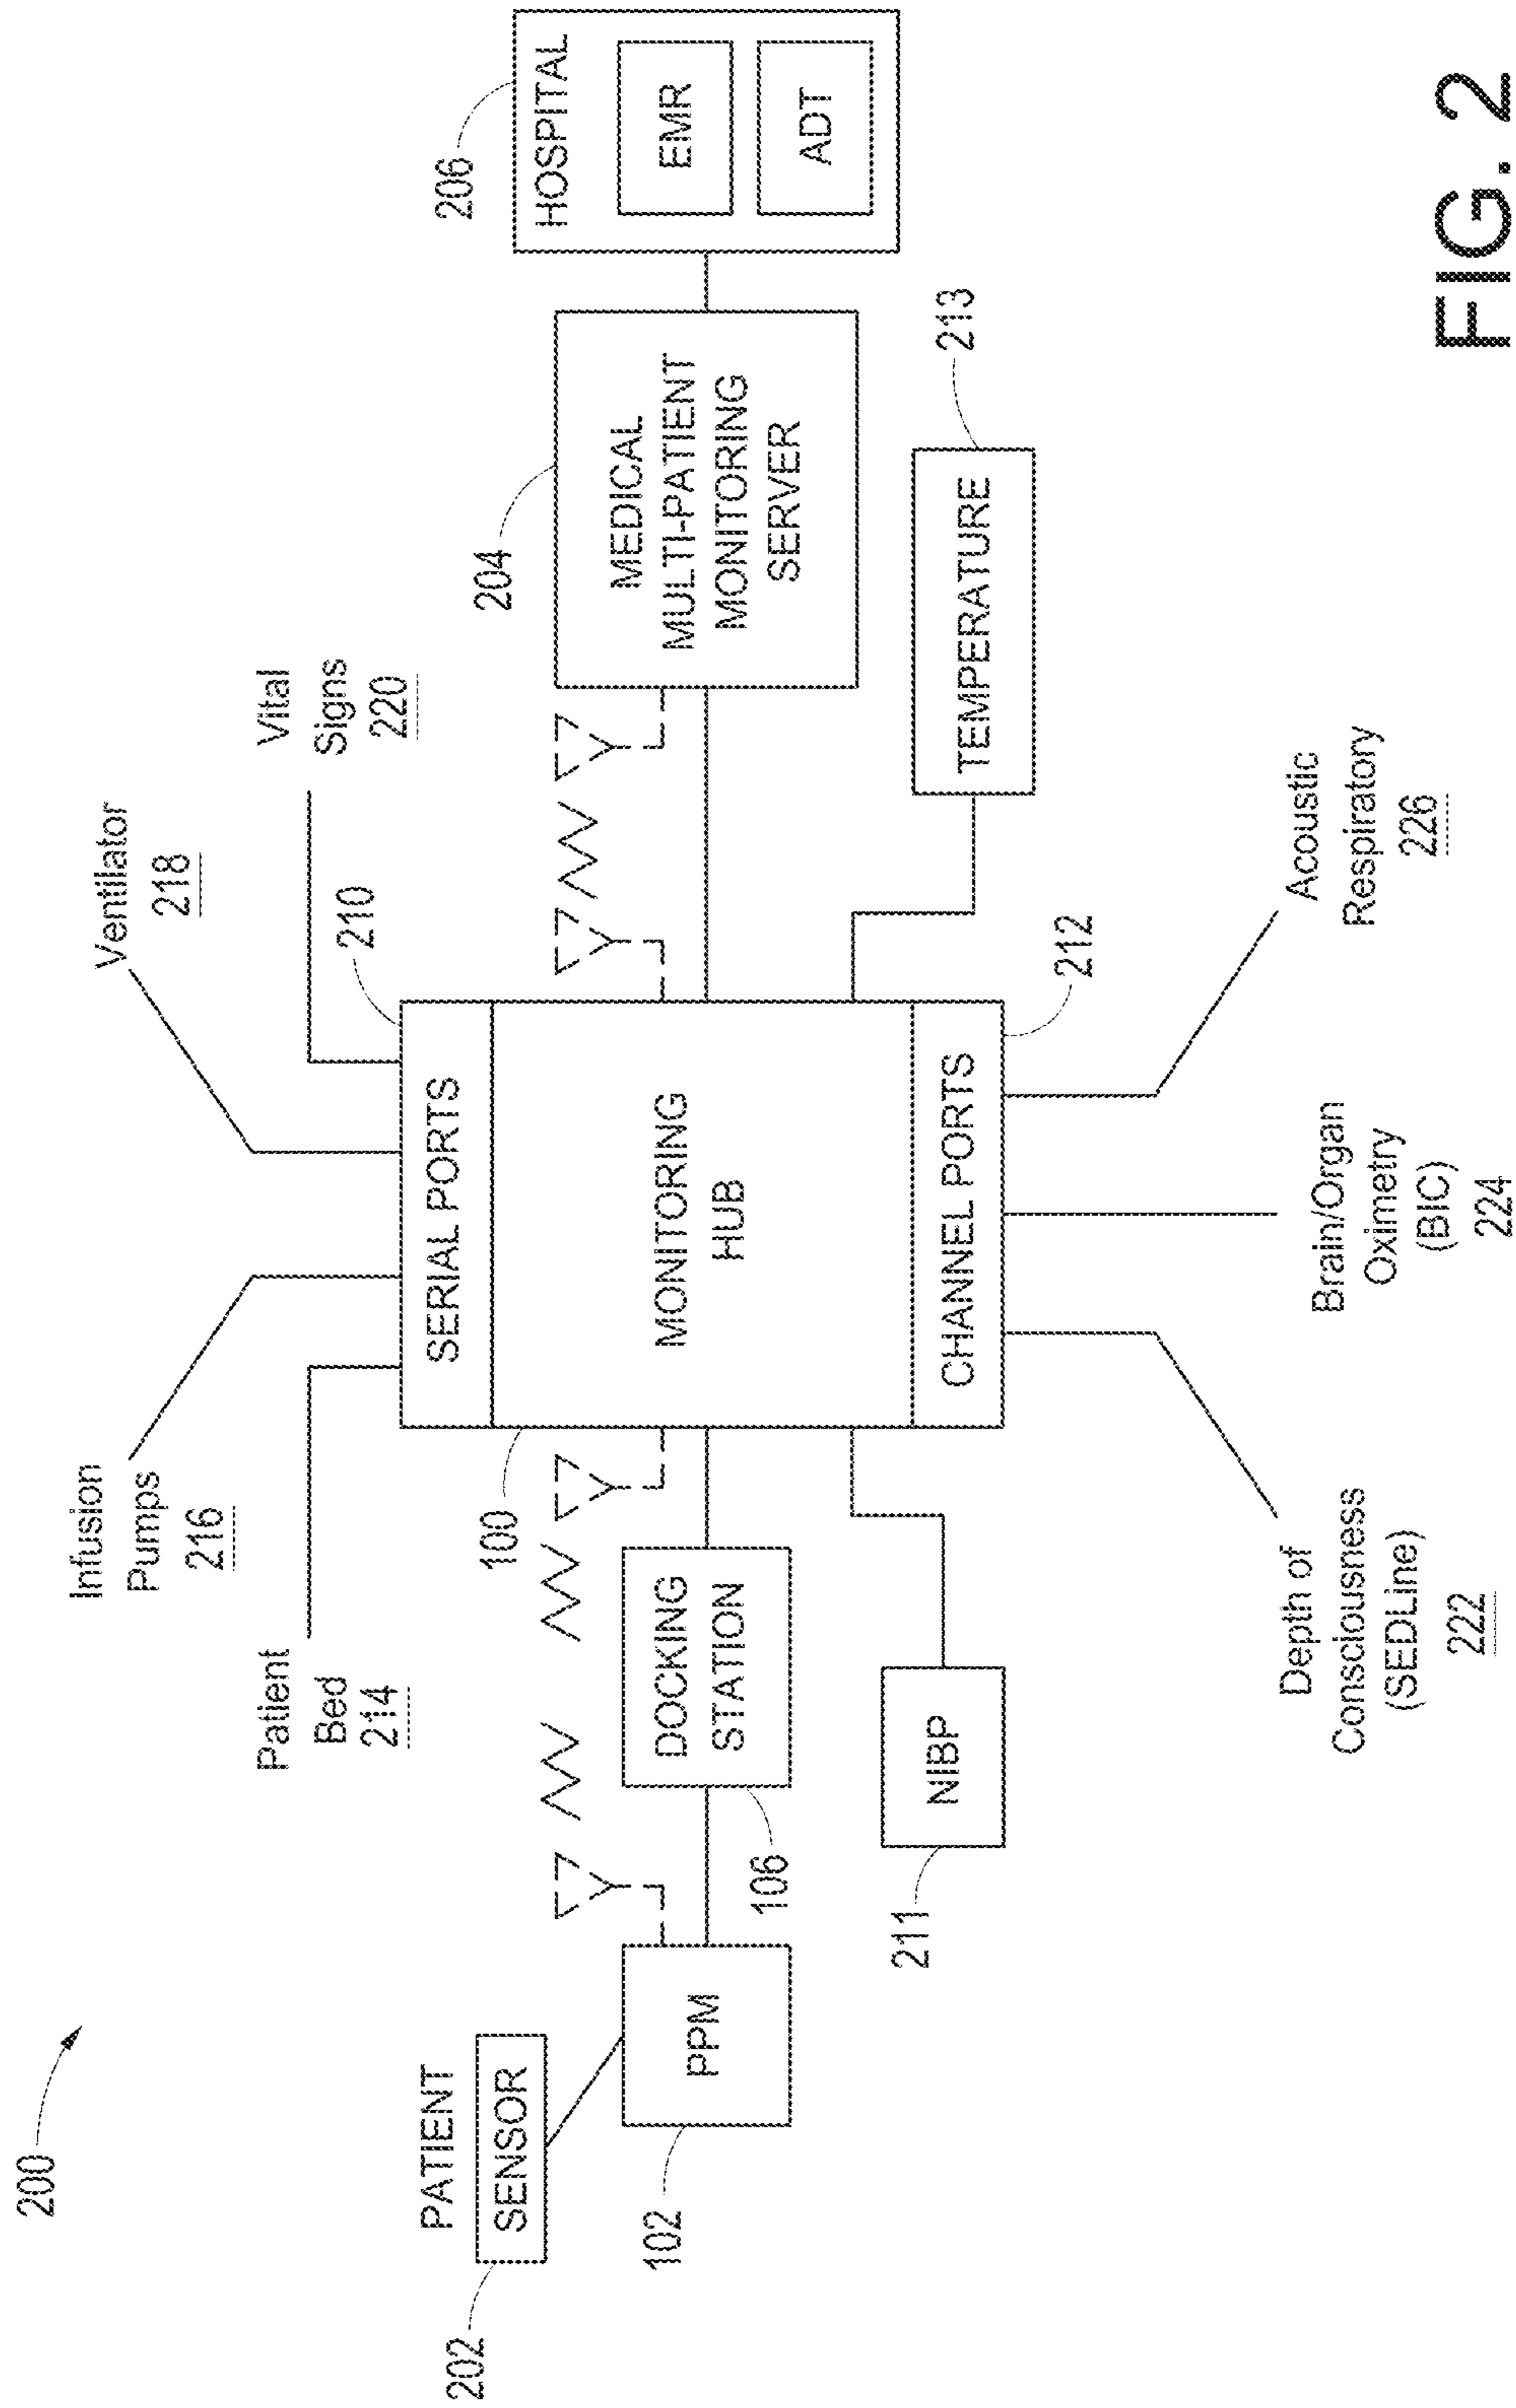 200
Infusion
Pumps
216
Ventilator
218
Patient
Bed
214
Vital
Signs
220
210
206
202
PATIENT
SENSOR
100
SERIAL PORTS
204
HOSPITAL
EMR
ADT
102
PPM
106
DOCKING
STATION
MONITORING
HUB
MEDICAL
MULTI-PATIENT
MONITORING
SERVER
211
NIBP
CHANNEL PORTS
212
TEMPERATURE
213
Depth of
Consciousness
(SEDLine)
222
Brain/Organ
Oximetry
(BIC)
224
Acoustic
Respiratory
226
FIG. 2